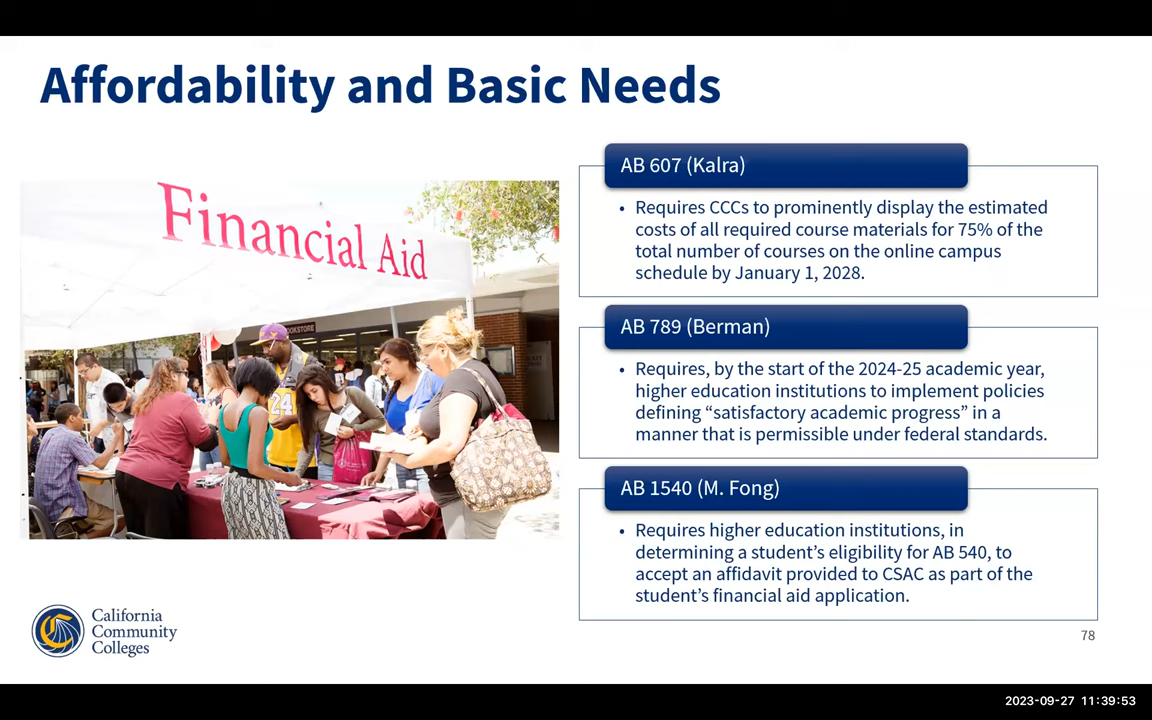 Affordability and Basic Needs
Financial Aid
OOKSTORE
24
AB 607 (Kalra)
• Requires CCCs to prominently display the estimated
costs of all required course materials for 75% of the
total number of courses on the online campus
schedule by January 1, 2028.
AB 789 (Berman)
• Requires, by the start of the 2024-25 academic year,
higher education institutions to implement policies
defining “satisfactory academic progress” in a
manner that is permissible under federal standards.
AB 1540 (M. Fong)
• Requires higher education institutions, in
determining a student’s eligibility for AB 540, to
accept an affidavit provided to CSAC as part of the
student’s financial aid application.
California
Community
Colleges
78
2023-09-27 11:39:53